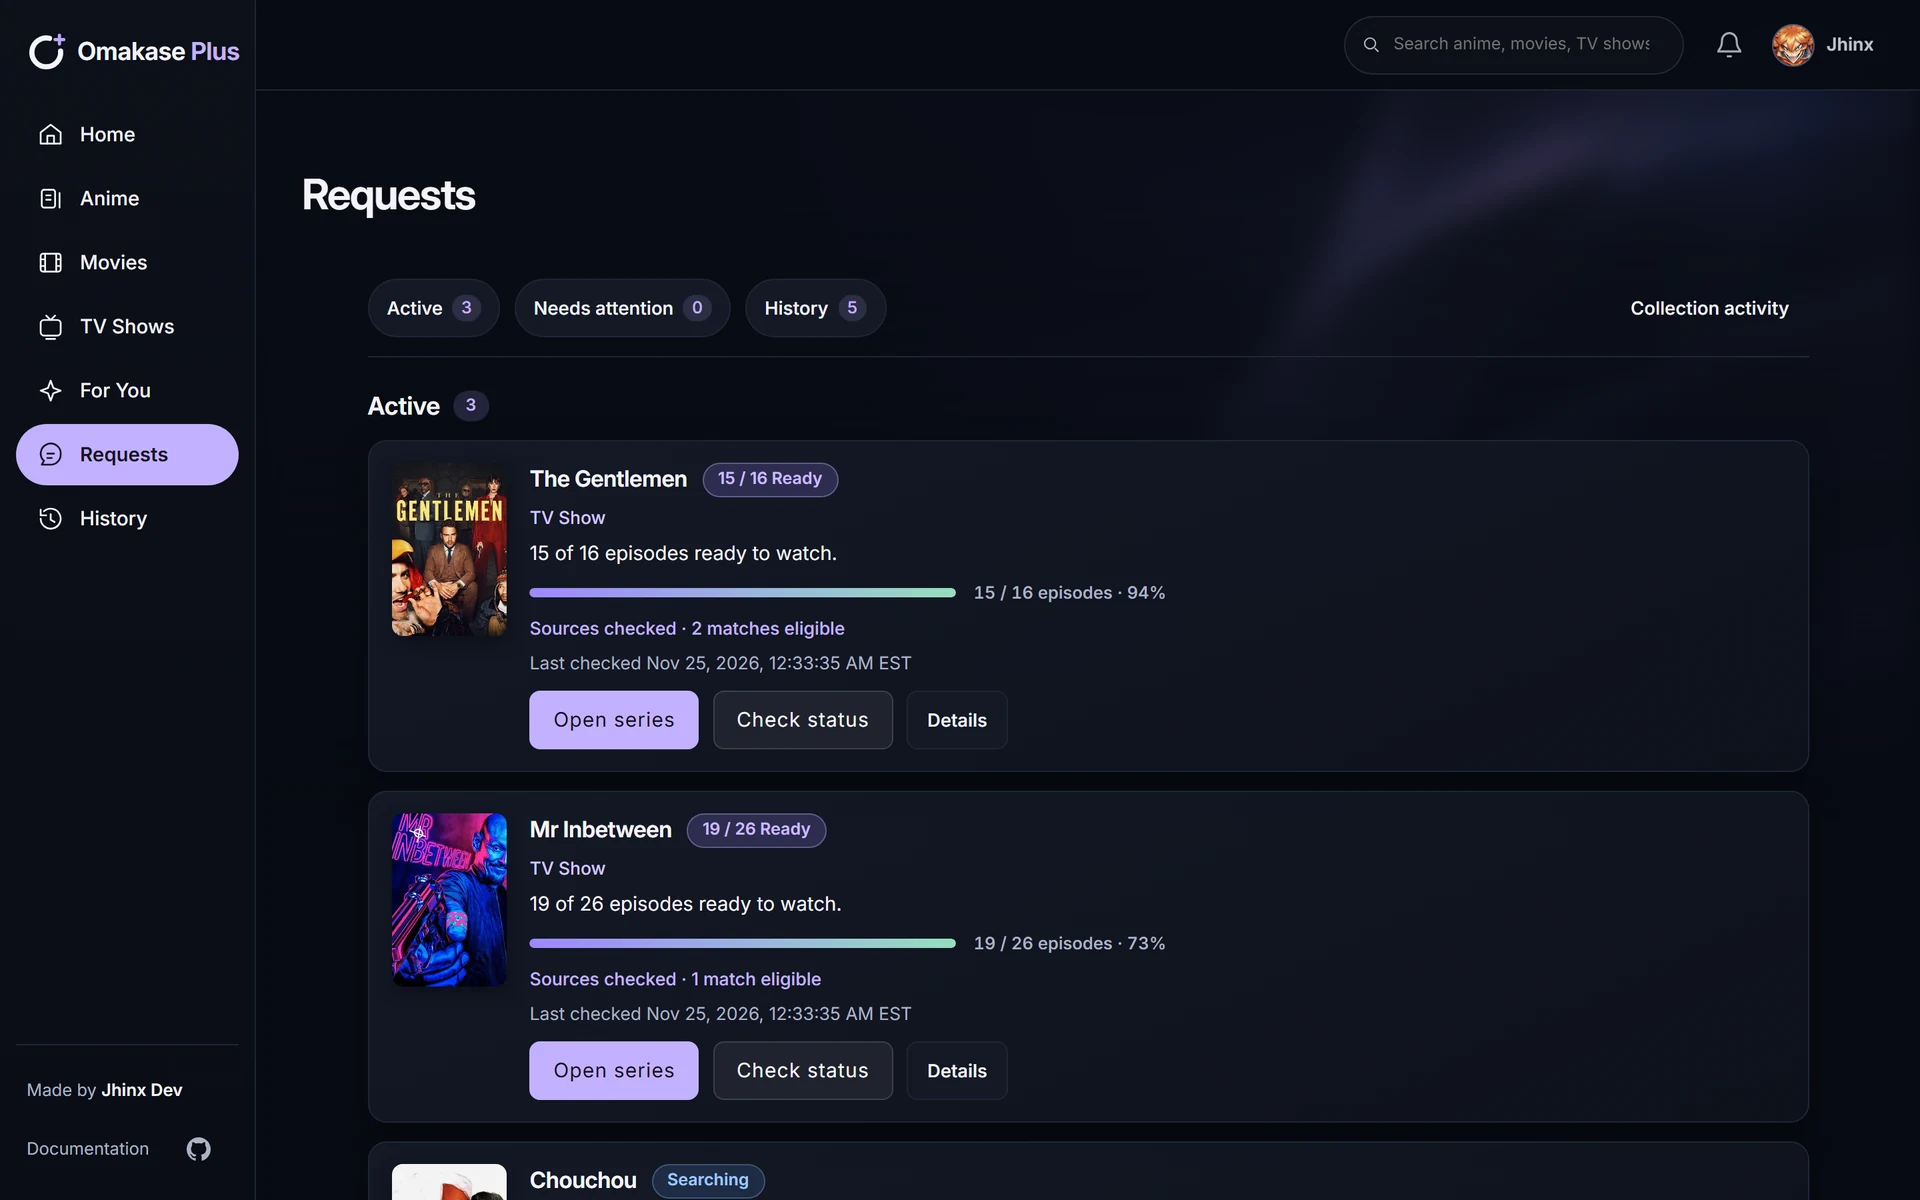 Omakase Plus
Search anime, movies, TV shows
Jhinx
Home
Anime
Movies
TV Shows
For You
Requests
History
Made by Jhinx Dev
Documentation
Requests
Active 3
Needs attention 0
History 5
Collection activity
Active 3
THE
GENTLEMEN
The Gentlemen 15 / 16 Ready
TV Show
15 of 16 episodes ready to watch.
15 / 16 episodes · 94%
Sources checked · 2 matches eligible
Last checked Nov 25, 2026, 12:33:35 AM EST
Open series
Check status
Details
MR
INBETWEEN
Mr Inbetween 19 / 26 Ready
TV Show
19 of 26 episodes ready to watch.
19 / 26 episodes · 73%
Sources checked · 1 match eligible
Last checked Nov 25, 2026, 12:33:35 AM EST
Open series
Check status
Details
Chouchou Searching